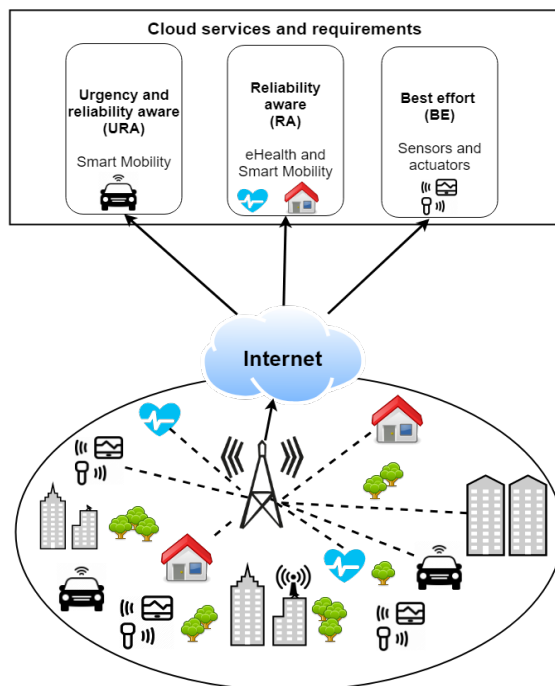 Cloud services and requirements
Urgency and
reliability aware
(URA)
Smart Mobility
Reliability
aware
(RA)
eHealth and
Smart Mobility
Best effort
(BE)
Sensors and
actuators
Internet